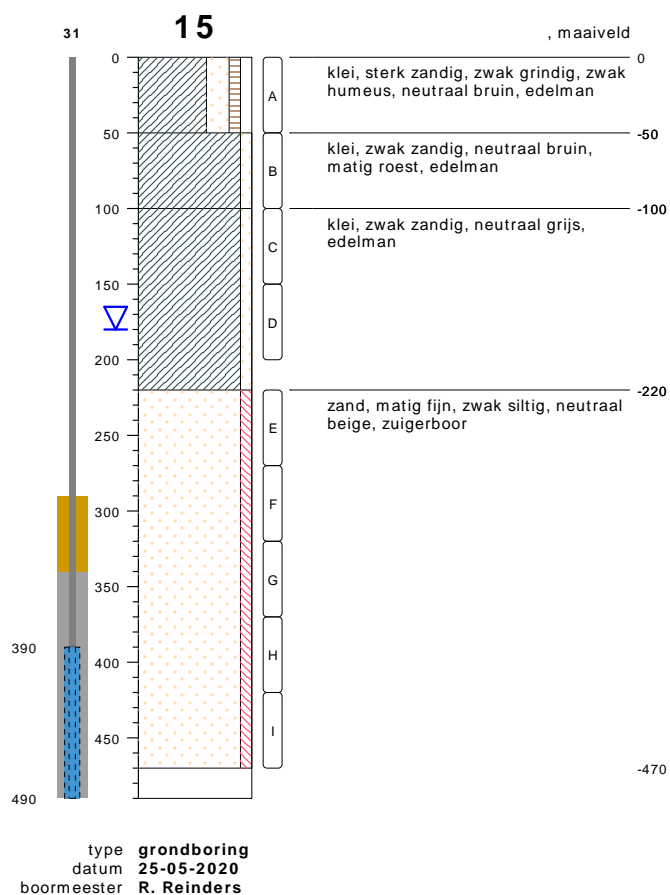 31
15
, maaiveld
0
0
A
klei, sterk zandig, zwak grindig, zwak
humeus, neutraal bruin, edelman
50
-50
B
klei, zwak zandig, neutraal bruin,
matig roest, edelman
100
-100
C
klei, zwak zandig, neutraal grijs,
edelman
150
D
200
-220
E
zand, matig fijn, zwak siltig, neutraal
beige, zuigerboor
250
F
300
G
350
390
H
400
I
450
-470
490
type grondboring
datum 25-05-2020
boormeester R. Reinders